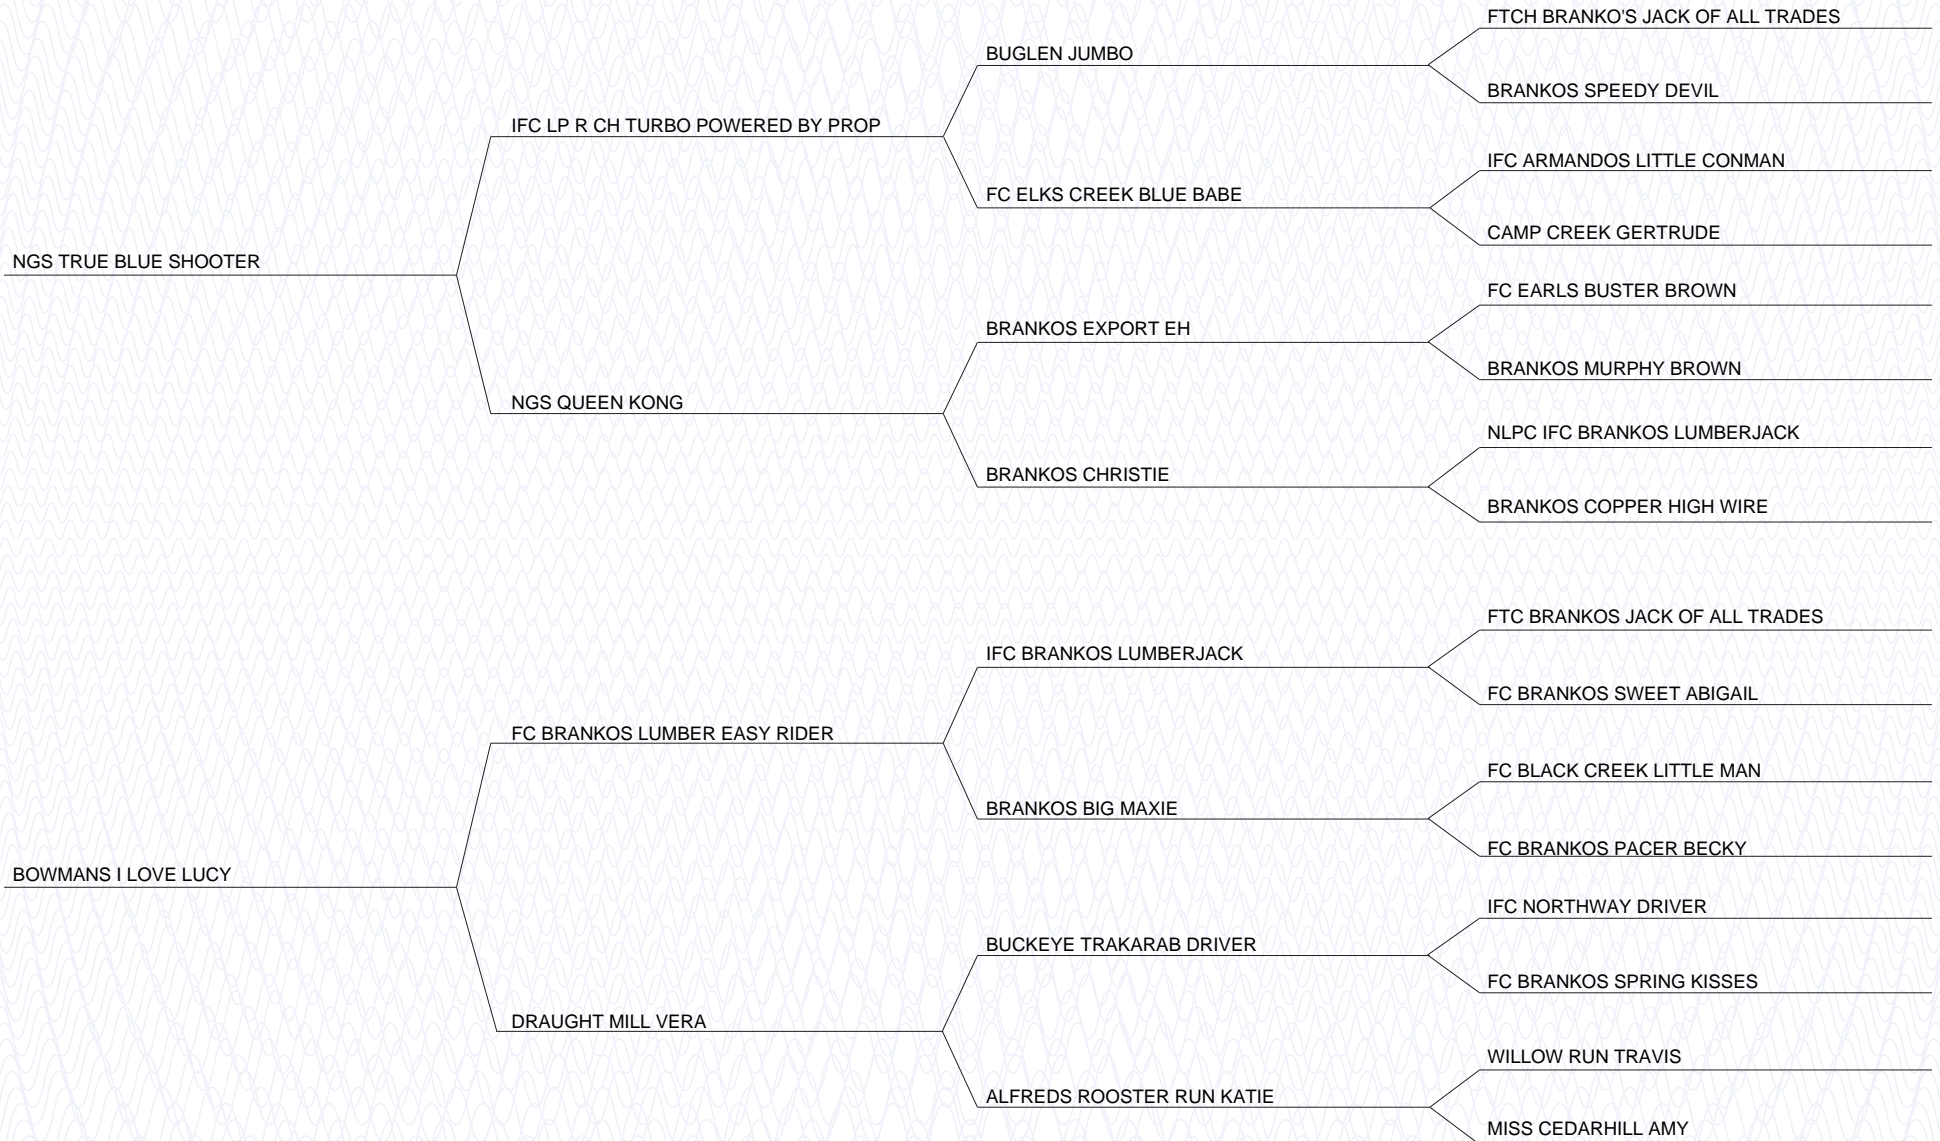 FTCH BRANKO'S JACK OF ALL TRADES
BUGLEN JUMBO
BRANKOS SPEEDY DEVIL
IFC LP R CH TURBO POWERED BY PROP
IFC ARMANDOS LITTLE CONMAN
FC ELKS CREEK BLUE BABE
CAMP CREEK GERTRUDE
NGS TRUE BLUE SHOOTER
FC EARLS BUSTER BROWN
BRANKOS EXPORT EH
BRANKOS MURPHY BROWN
NGS QUEEN KONG
NLPC IFC BRANKOS LUMBERJACK
BRANKOS CHRISTIE
BRANKOS COPPER HIGH WIRE
FTC BRANKOS JACK OF ALL TRADES
IFC BRANKOS LUMBERJACK
FC BRANKOS SWEET ABIGAIL
FC BRANKOS LUMBER EASY RIDER
FC BLACK CREEK LITTLE MAN
BRANKOS BIG MAXIE
FC BRANKOS PACER BECKY
BOWMANS I LOVE LUCY
IFC NORTHWAY DRIVER
BUCKEYE TRAKARAB DRIVER
FC BRANKOS SPRING KISSES
DRAUGHT MILL VERA
WILLOW RUN TRAVIS
ALFREDS ROOSTER RUN KATIE
MISS CEDARHILL AMY